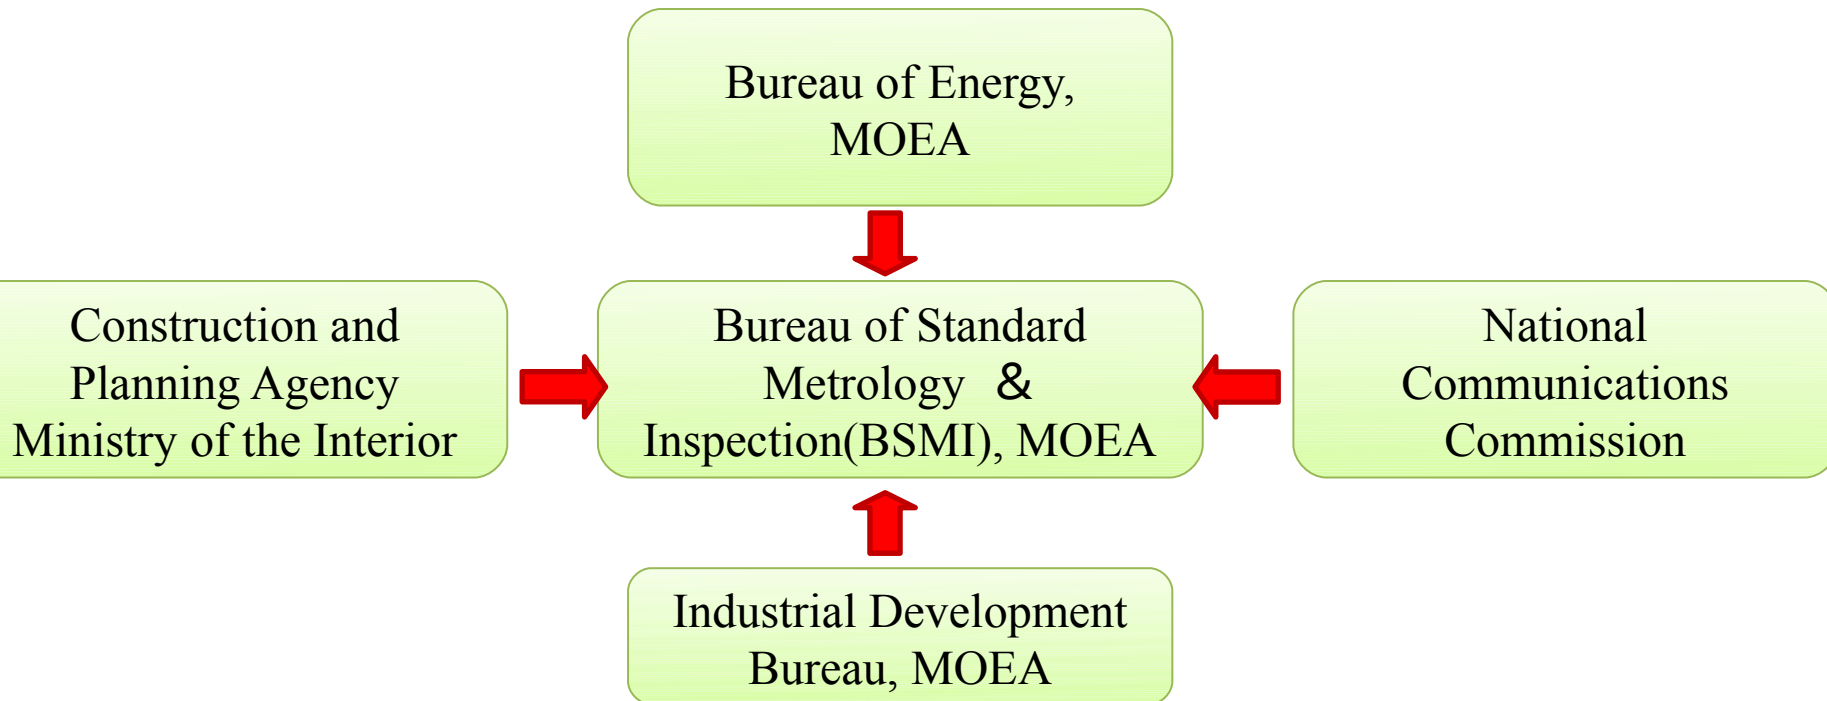 Bureau of Energy,
MOEA
Construction and
Planning Agency
Ministry of the Interior
Bureau of Standard
Metrology &
Inspection(BSMI), MOEA
National
Communications
Commission
Industrial Development
Bureau, MOEA